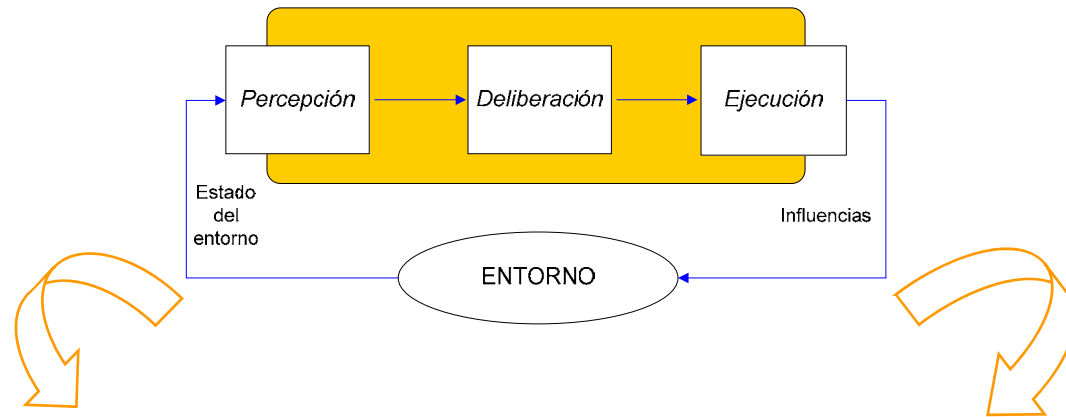 Percepción
Deliberación
Ejecución
Estado
del
entorno
Influencias
ENTORNO